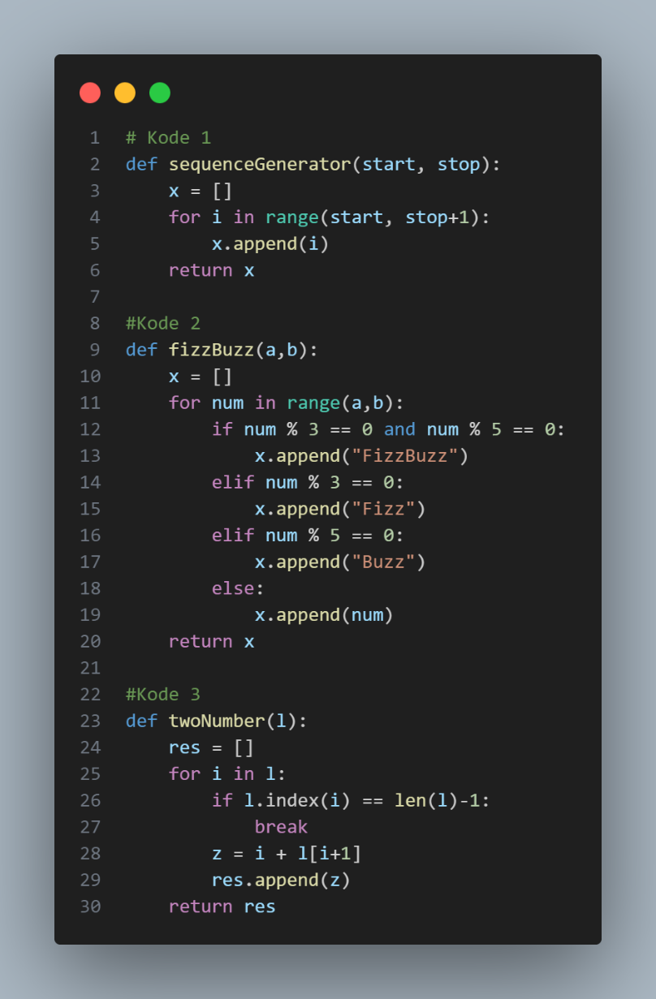 1 # Kode 1
2 def sequenceGenerator(start, stop):
3     x = []
4     for i in range(start, stop+1):
5         x.append(i)
6     return x
7
8 #Kode 2
9 def fizzBuzz(a,b):
10     x = []
11     for num in range(a,b):
12         if num % 3 == 0 and num % 5 == 0:
13             x.append("FizzBuzz")
14         elif num % 3 == 0:
15             x.append("Fizz")
16         elif num % 5 == 0:
17             x.append("Buzz")
18         else:
19             x.append(num)
20     return x
21
22 #Kode 3
23 def twoNumber(l):
24     res = []
25     for i in l:
26         if l.index(i) == len(l)-1:
27             break
28         z = i + l[i+1]
29         res.append(z)
30     return res